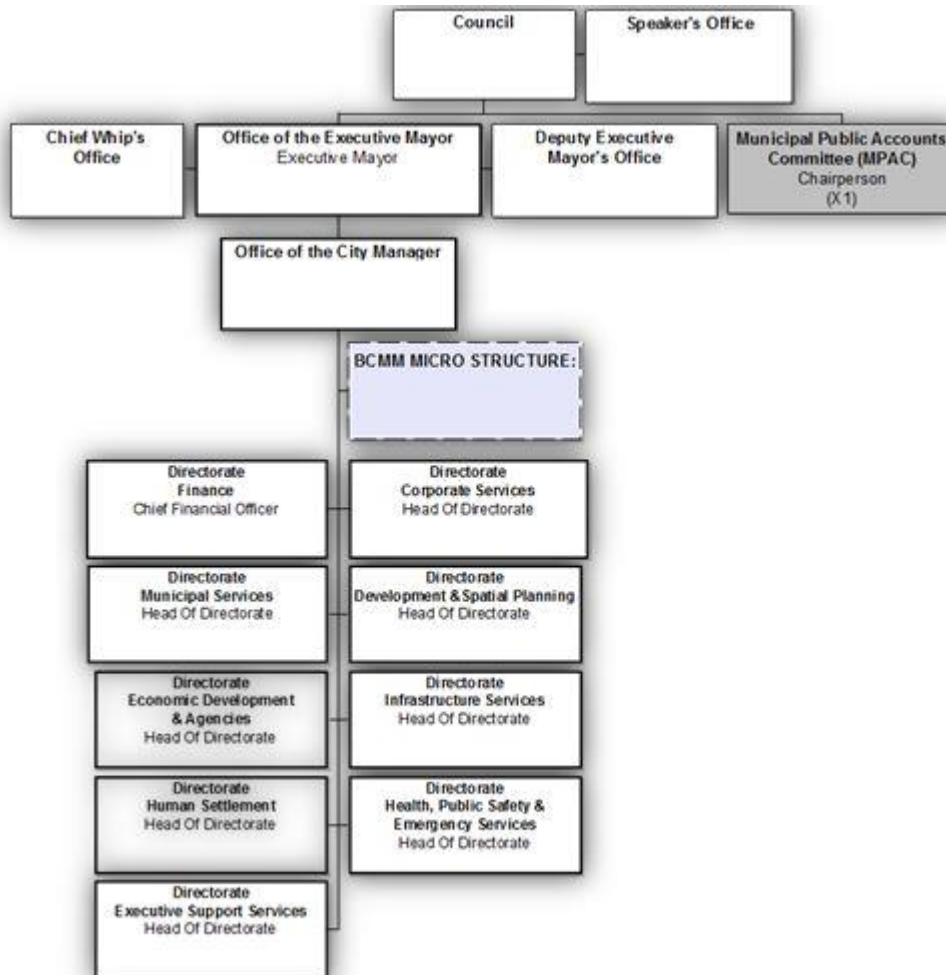 Council
Speaker's Office
Chief Whip's
Office
Office of the Executive Mayor
Executive Mayor
Deputy Executive
Mayor's Office
Municipal Public Accounts
Committee (MPAC)
Chairperson
(X1)
Office of the City Manager
BCMM MICRO STRUCTURE:
Directorate
Finance
Chief Financial Officer
Directorate
Corporate Services
Head Of Directorate
Directorate
Municipal Services
Head Of Directorate
Directorate
Development &Spatial Planning
Head Of Directorate
Directorate
Economic Development
& Agencies
Head Of Directorate
Directorate
Infrastructure Services
Head Of Directorate
Directorate
Human Settlement
Head Of Directorate
Directorate
Health, Public Safety &
Emergency Services
Head Of Directorate
Directorate
Executive Support Services
Head Of Directorate